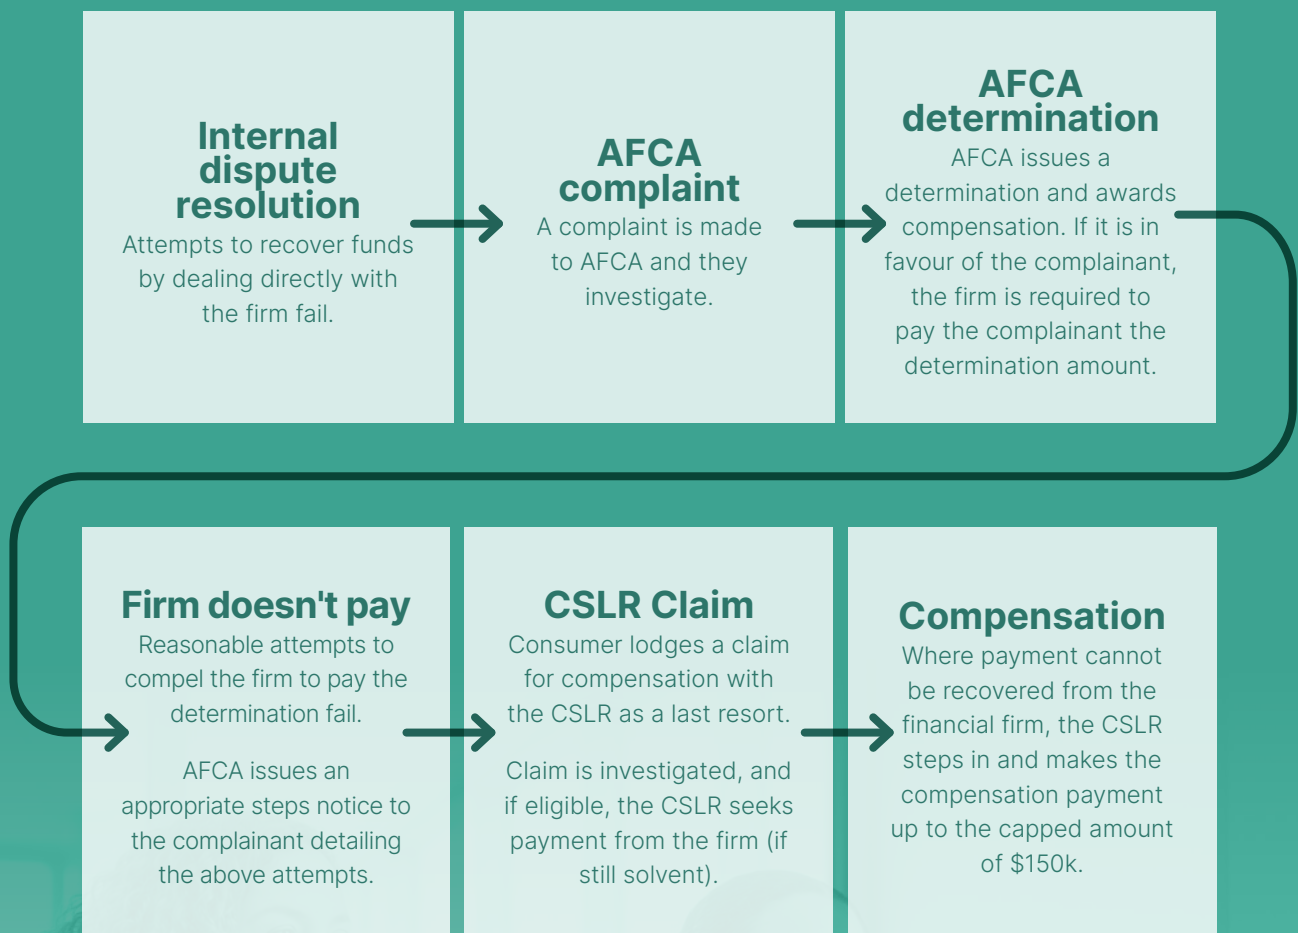 Internal
dispute
resolution
Attempts to recover funds
by dealing directly with
the firm fail.
AFCA
complaint
A complaint is made
to AFCA and they
investigate.
AFCA
determination
AFCA issues a
determination and awards
compensation. If it is in
favour of the complainant,
the firm is required to
pay the complainant the
determination amount.
Firm doesn't pay
Reasonable attempts to
compel the firm to pay the
determination fail.
AFCA issues an
appropriate steps notice to
the complainant detailing
the above attempts.
CSLR Claim
Consumer lodges a claim
for compensation with
the CSLR as a last resort.
Claim is investigated, and
if eligible, the CSLR seeks
payment from the firm (if
still solvent).
Compensation
Where payment cannot
be recovered from the
financial firm, the CSLR
steps in and makes the
compensation payment
up to the capped amount
of $150k.